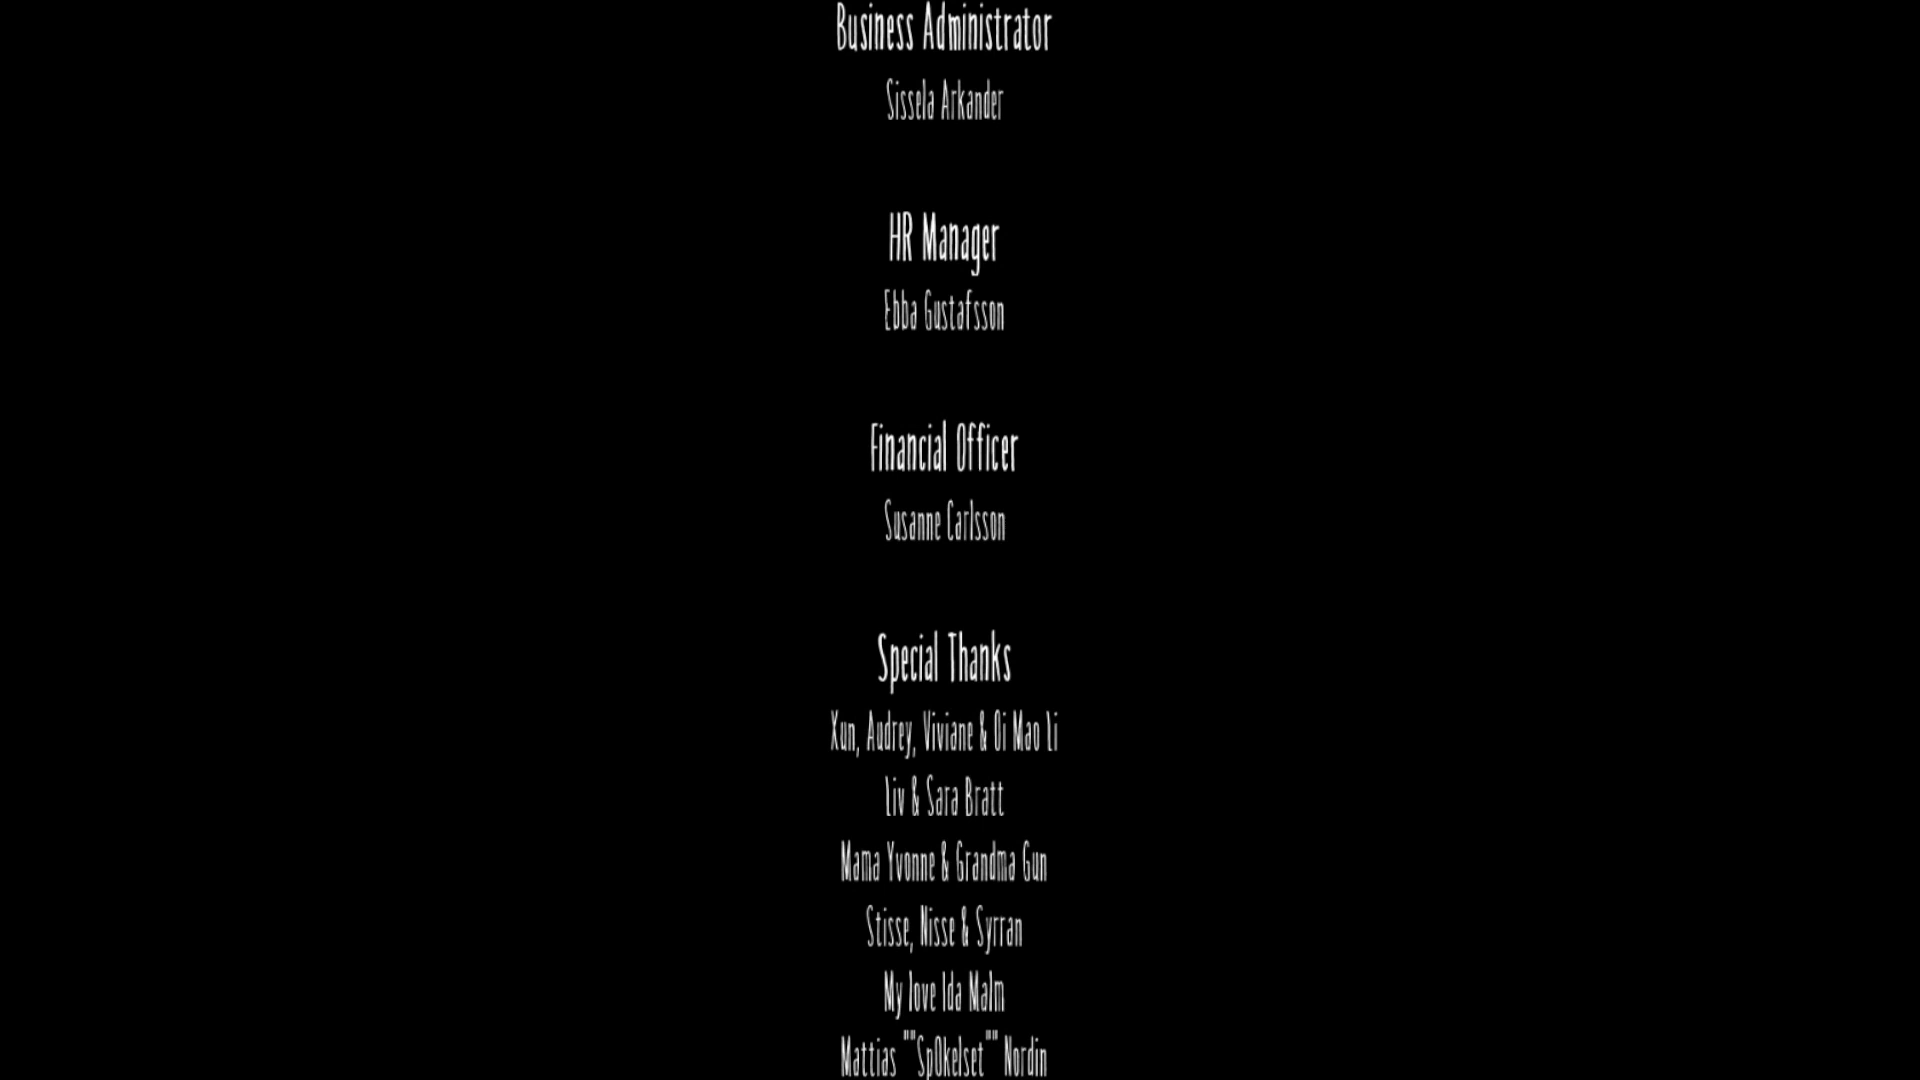 Business Administrator
Sissela Arkander
HR Manager
Ebba Gustafsson
Financial Officer
Susanne Carlsson
Special Thanks
Xun, Audrey, Viviane & Oi Mao Li
Liv & Sara Bratt
Mama Yvonne & Grandma Gun
Stisse, Nisse & Syrran
My love Ida Malm
Mattias ""Sp0kelset"" Nordin